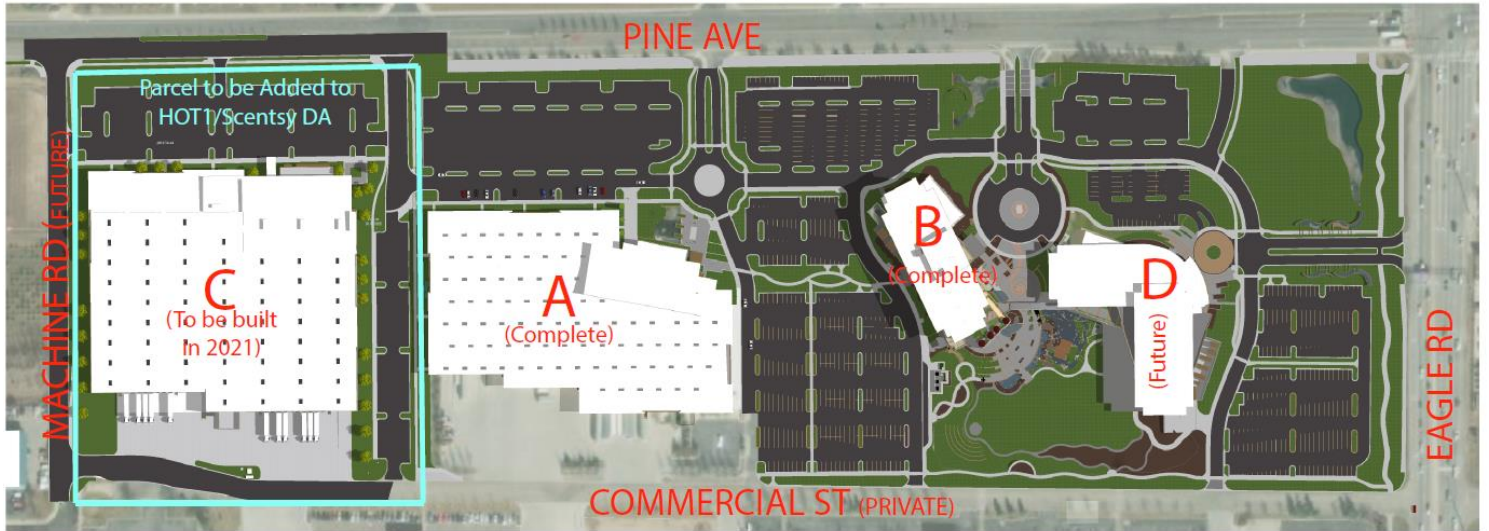 PINE AVE
Parcel to be Added to
HOT1/Scentsy DA
MACHINE RD (FUTURE)
C
(To be built
In 2021)
A
(Complete)
B
(Complete)
D
(Future)
EAGLE RD
COMMERCIAL ST (PRIVATE)